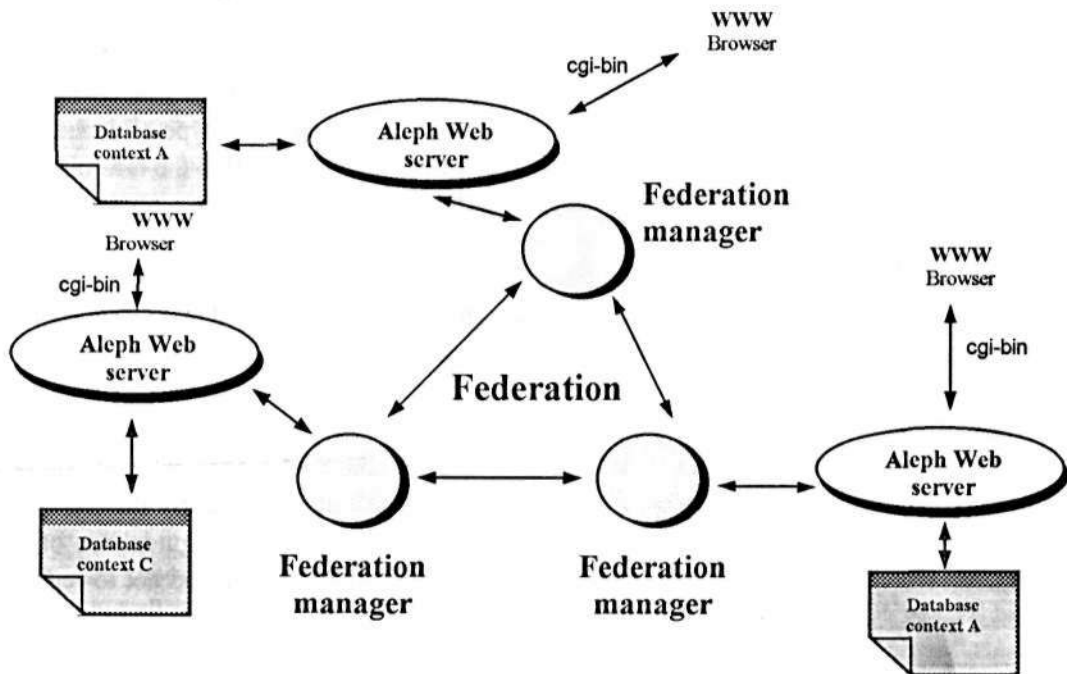 WWW
Browser
cgi-bin
Aleph Web
server
Database
context A
Federation
manager
WWW
Browser
cgi-bin
Aleph Web
server
Federation
WWW
Browser
cgi-bin
Aleph Web
server
Database
context C
Federation
manager
Federation
manager
Database
context A